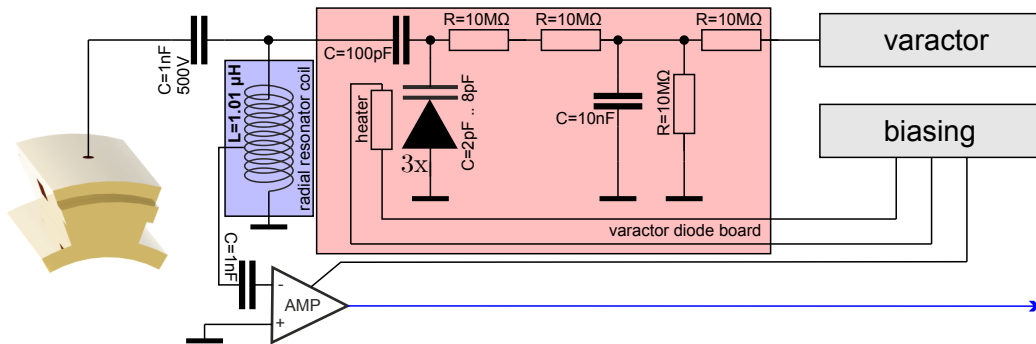 R=10MΩ
R=10MΩ
R=10MΩ
varactor
C=1nF
500V
C=100pF
L=1.01 µH
radial resonator coil
heater
C=2pF .. 8pF
3x
C=10nF
R=10MΩ
biasing
varactor diode board
C=1nF
-
AMP
+